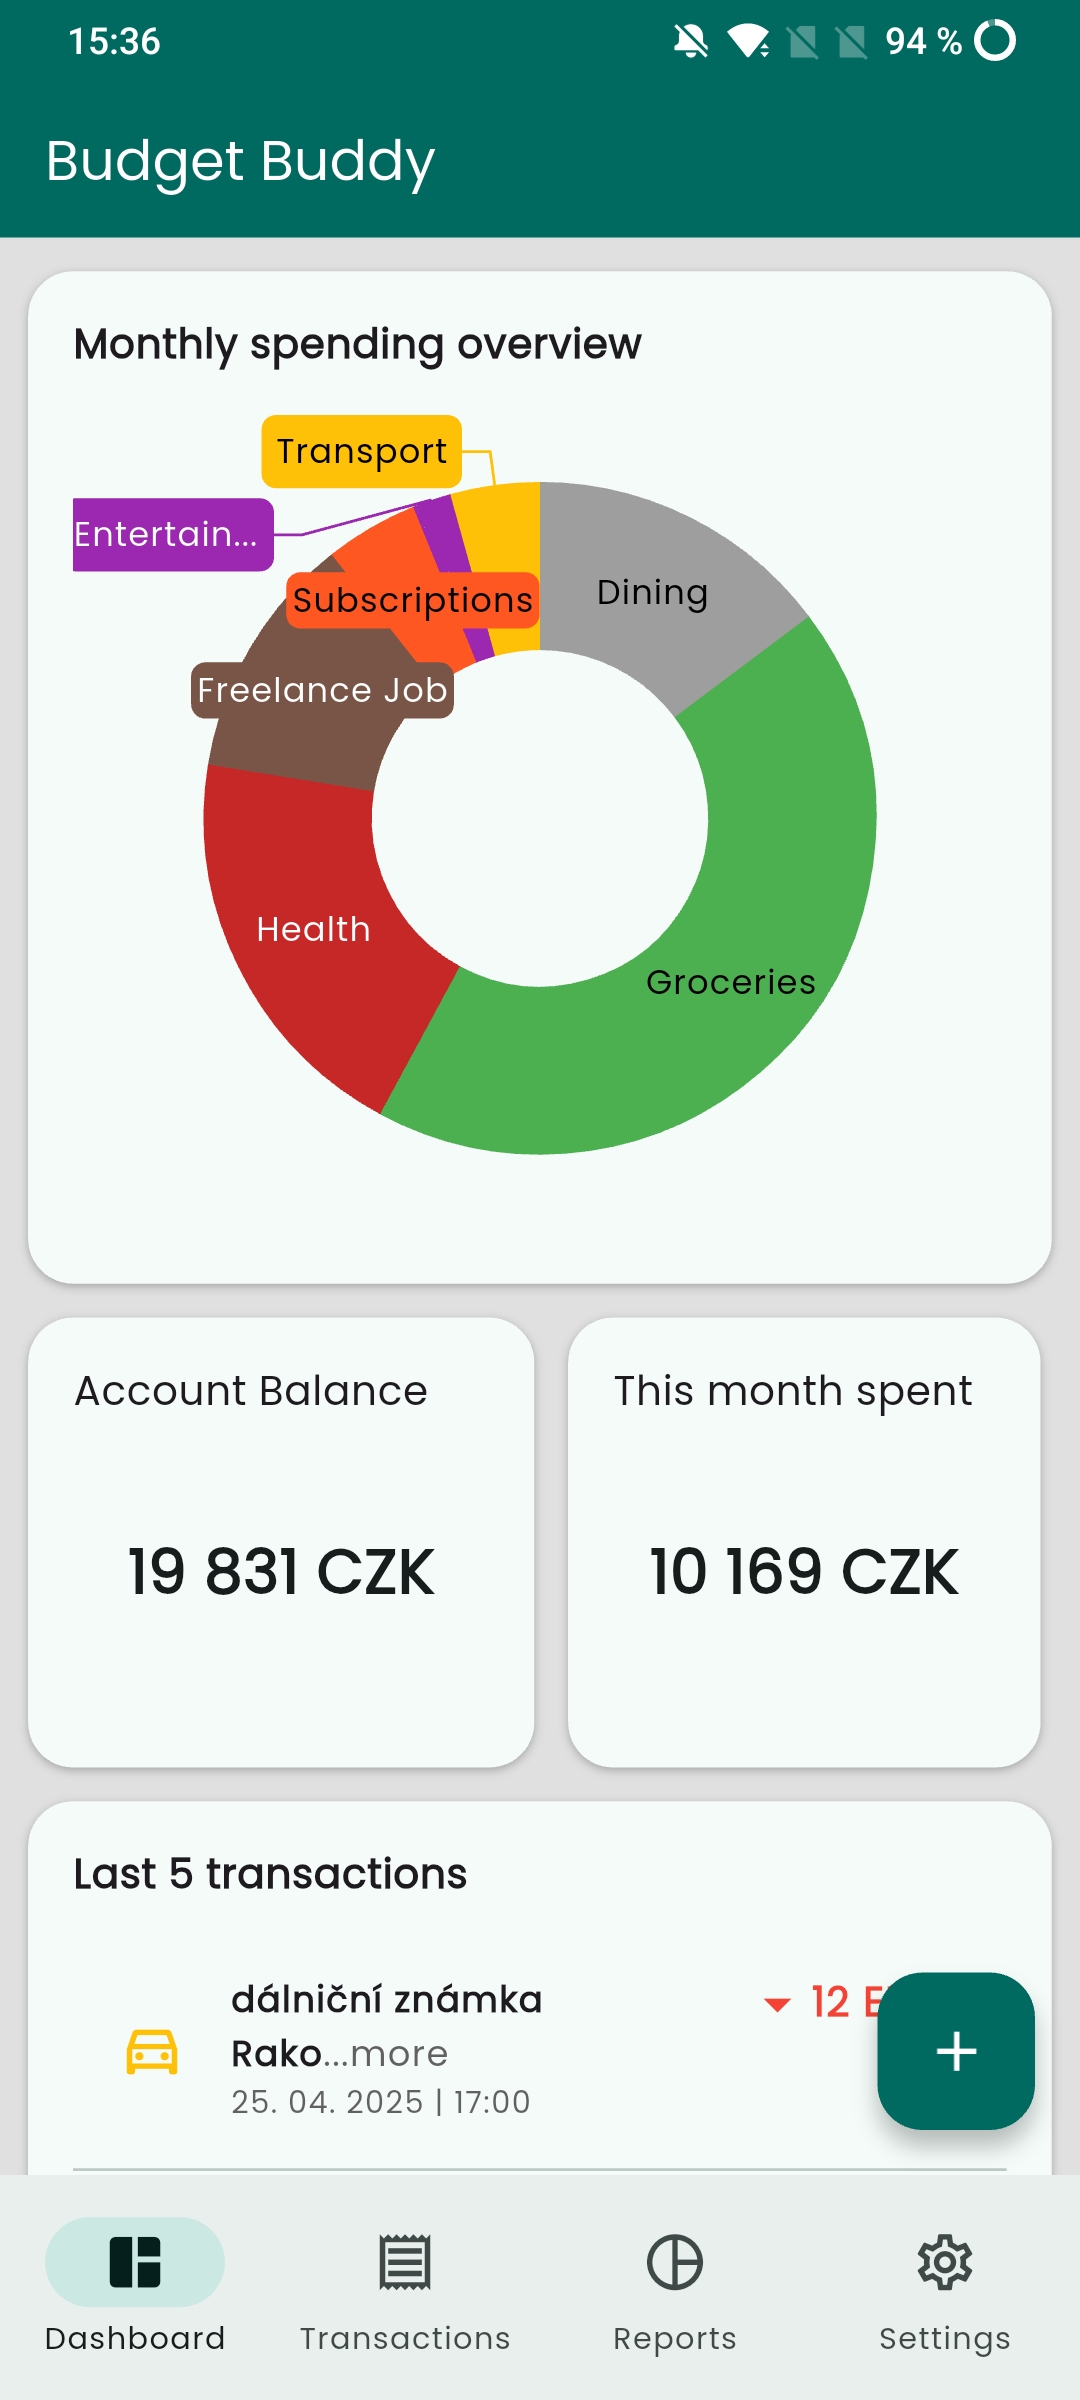 15:36
94 %
Budget Buddy
Monthly spending overview
Transport
Entertain...
Subscriptions
Dining
Freelance Job
Health
Groceries
Account Balance
This month spent
19 831 CZK
10 169 CZK
Last 5 transactions
dálniční známka
12 E
Rako...more
25. 04. 2025 | 17:00
Dashboard
Transactions
Reports
Settings